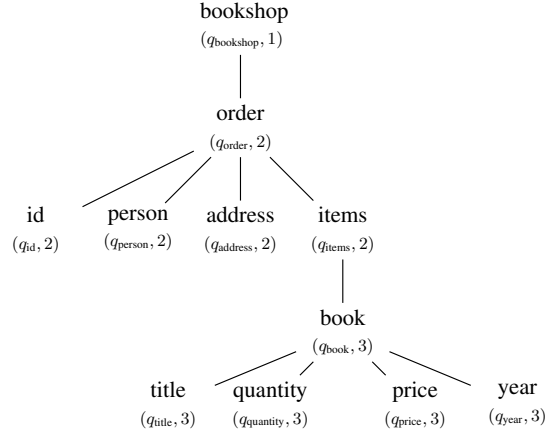 bookshop
(q_bookshop, 1)
order
(q_order, 2)
id person address items
(q_id, 2) (q_person, 2) (q_address, 2) (q_items, 2)
book
(q_book, 3)
title quantity price year
(q_title, 3) (q_quantity, 3) (q_price, 3) (q_year, 3)